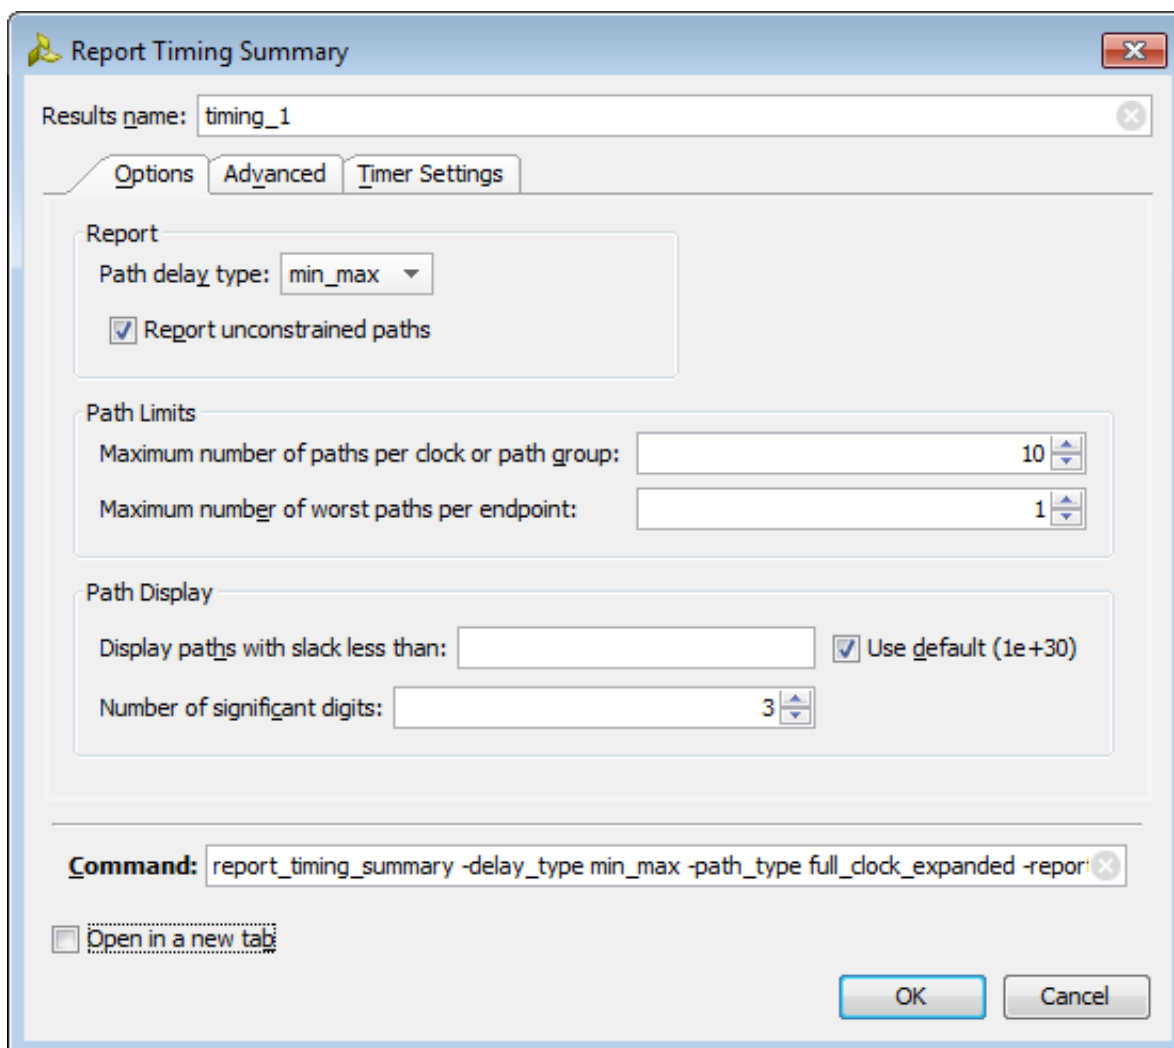 Report Timing Summary
Results name: timing_1
Options Advanced Timer Settings
Report
Path delay type: min_max
Report unconstrained paths
Path Limits
Maximum number of paths per clock or path group: 10
Maximum number of worst paths per endpoint: 1
Path Display
Display paths with slack less than: Use default (1e+30)
Number of significant digits: 3
Command: report_timing_summary -delay_type min_max -path_type full_clock_expanded -report
Open in a new tab
OK Cancel